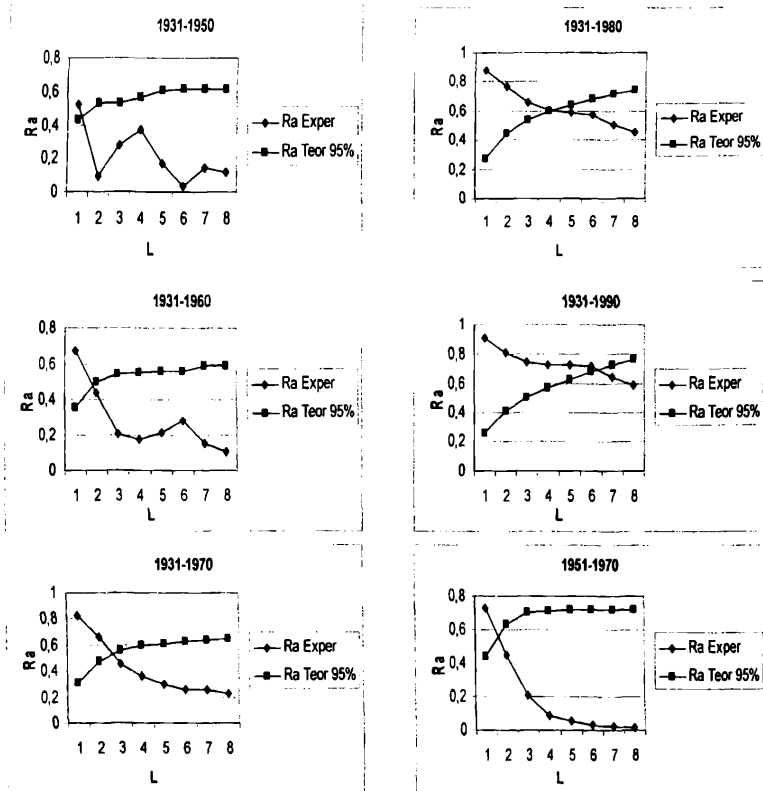 1931-1950
0,8
0,6
0,4
0,2
0
Ra
1 2 3 4 5 6 7 8
L
Ra Exper
Ra Teor 95%
1931-1980
1
0,8
0,6
0,4
0,2
0
Ra
1 2 3 4 5 6 7 8
L
Ra Exper
Ra Teor 95%
1931-1960
0,8
0,6
0,4
0,2
0
Ra
1 2 3 4 5 6 7 8
L
Ra Exper
Ra Teor 95%
1931-1990
1
0,8
0,6
0,4
0,2
0
Ra
1 2 3 4 5 6 7 8
L
Ra Exper
Ra Teor 95%
1931-1970
1
0,8
0,6
0,4
0,2
0
Ra
1 2 3 4 5 6 7 8
L
Ra Exper
Ra Teor 95%
1951-1970
0,8
0,6
0,4
0,2
0
Ra
1 2 3 4 5 6 7 8
L
Ra Exper
Ra Teor 95%